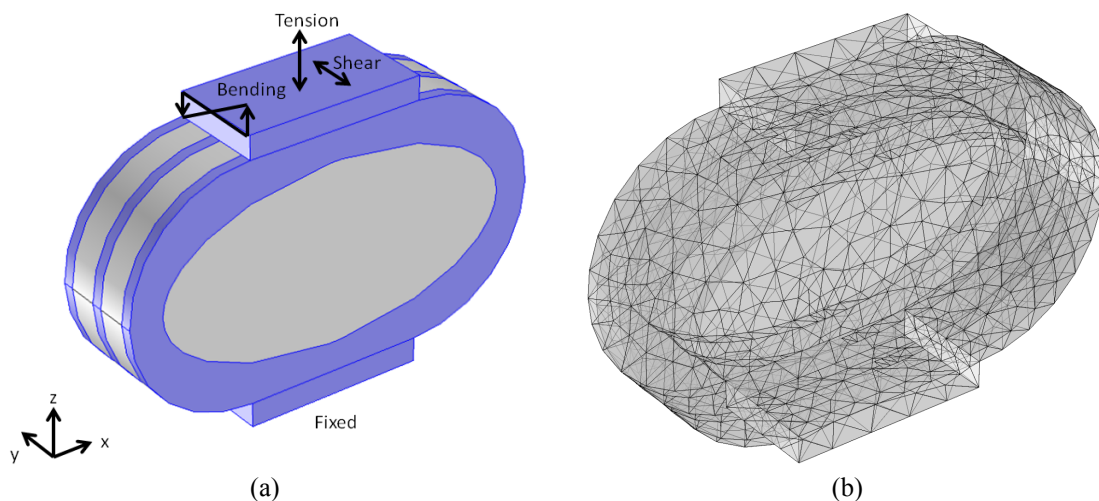 Tension
Shear
Bending
Fixed
z
y
x
(a)
(b)